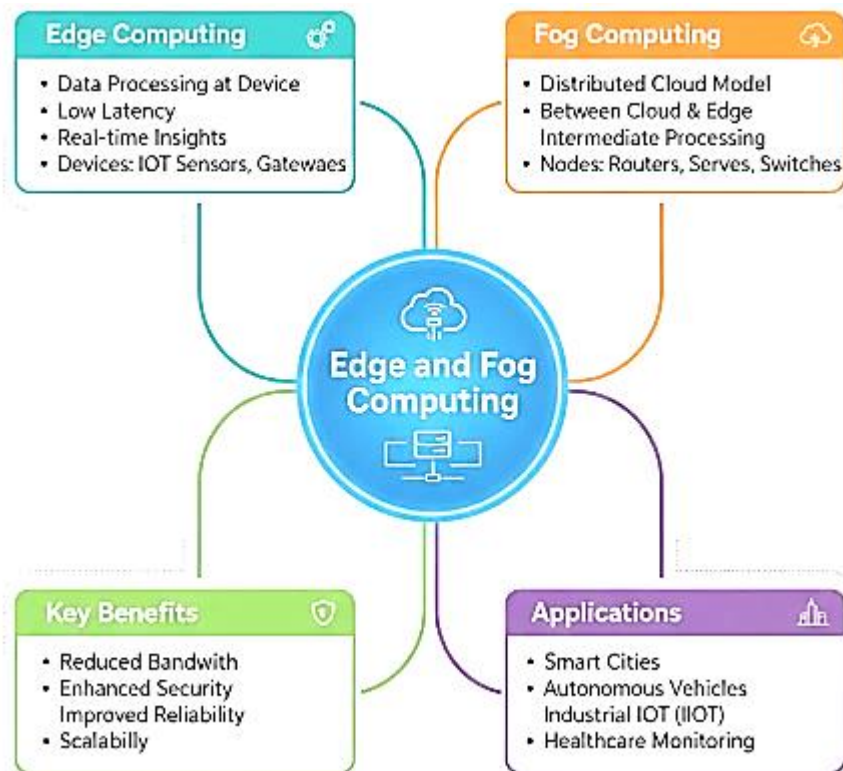 Edge Computing
• Data Processing at Device
• Low Latency
• Real-time Insights
• Devices: IOT Sensors, Gatewaes
Fog Computing
• Distributed Cloud Model
• Between Cloud & Edge
Intermediate Processing
• Nodes: Routers, Serves, Switches
Edge and Fog
Computing
Key Benefits
• Reduced Bandwith
• Enhanced Security
Improved Reliability
• Scalabilly
Applications
• Smart Cities
• Autonomous Vehicles
Industrial IOT (IIOT)
• Healthcare Monitoring